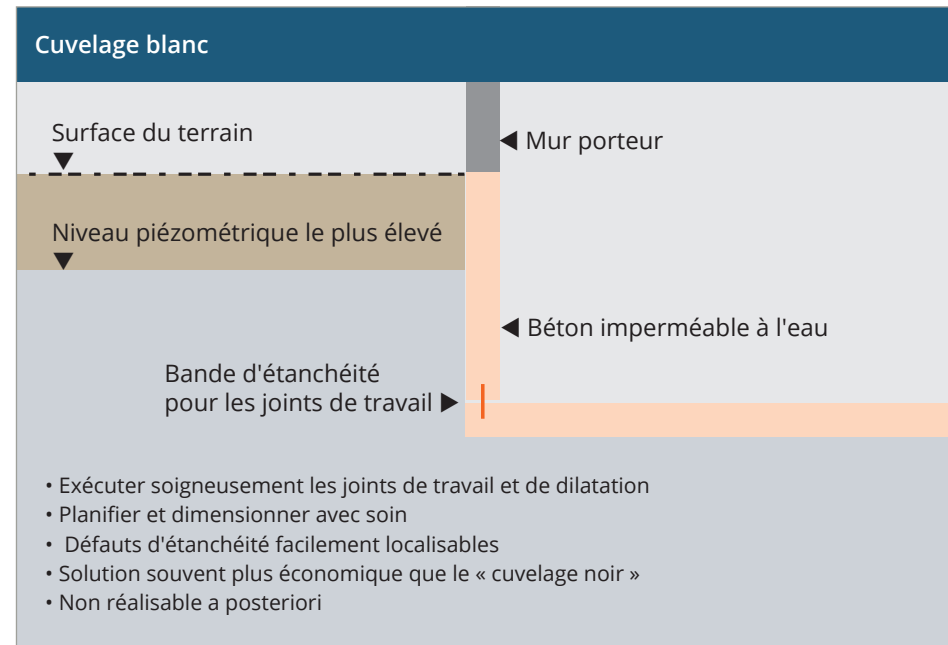 Cuvelage blanc
Surface du terrain
Mur porteur
Niveau piézométrique le plus élevé
Béton imperméable à l'eau
Bande d'étanchéité
pour les joints de travail
• Exécuter soigneusement les joints de travail et de dilatation
• Planifier et dimensionner avec soin
• Défauts d'étanchéité facilement localisables
• Solution souvent plus économique que le « cuvelage noir »
• Non réalisable a posteriori